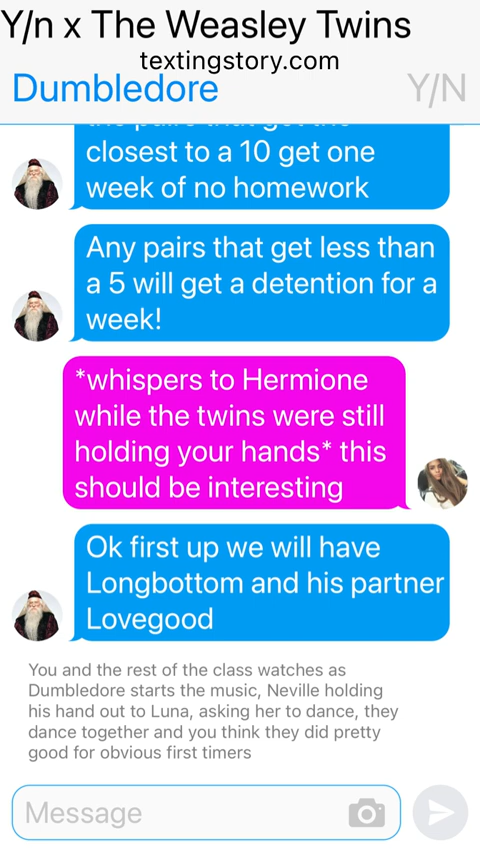 Y/n x The Weasley Twins
textingstory.com
Dumbledore
Y/N
closest to a 10 get one
week of no homework
Any pairs that get less than
a 5 will get a detention for a
week!
*whispers to Hermione
while the twins were still
holding your hands* this
should be interesting
Ok first up we will have
Longbottom and his partner
Lovegood
You and the rest of the class watches as
Dumbledore starts the music, Neville holding
his hand out to Luna, asking her to dance, they
dance together and you think they did pretty
good for obvious first timers
Message